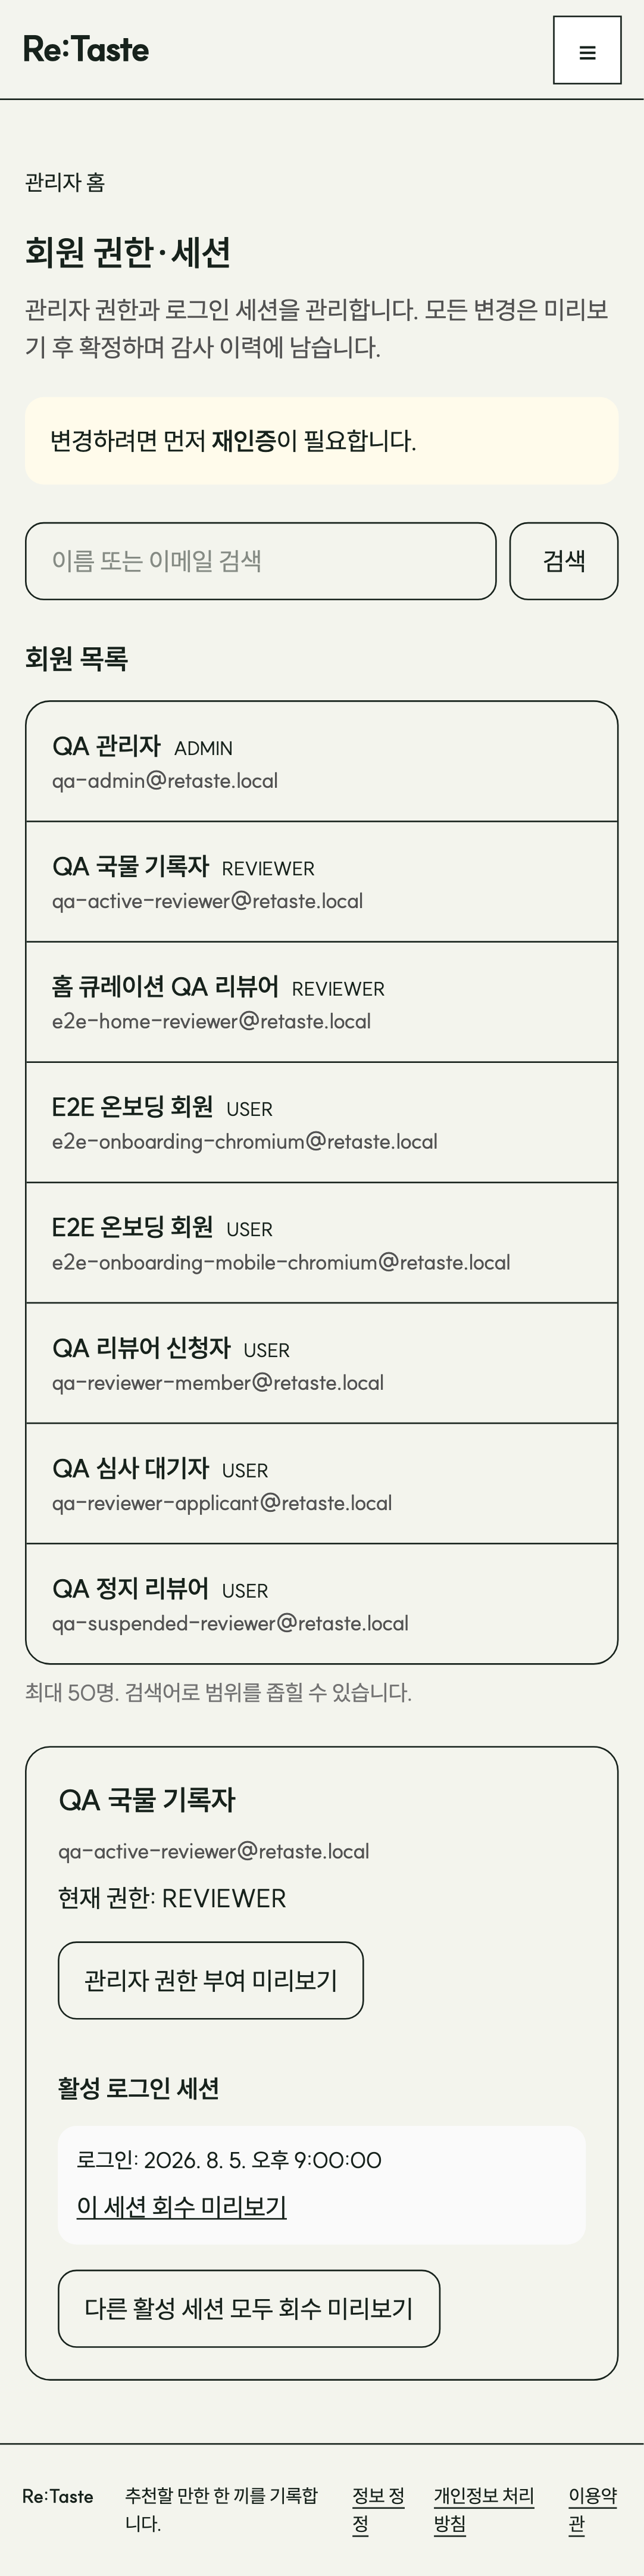 Re:Taste
≡
관리자 홈
회원 권한·세션
관리자 권한과 로그인 세션을 관리합니다. 모든 변경은 미리보
기 후 확정하며 감사 이력에 남습니다.
변경하려면 먼저 재인증이 필요합니다.
이름 또는 이메일 검색 검색
회원 목록
QA 관리자 ADMIN
qa-admin@retaste.local
QA 국물 기록자 REVIEWER
qa-active-reviewer@retaste.local
홈 큐레이션 QA 리뷰어 REVIEWER
e2e-home-reviewer@retaste.local
E2E 온보딩 회원 USER
e2e-onboarding-chromium@retaste.local
E2E 온보딩 회원 USER
e2e-onboarding-mobile-chromium@retaste.local
QA 리뷰어 신청자 USER
qa-reviewer-member@retaste.local
QA 심사 대기자 USER
qa-reviewer-applicant@retaste.local
QA 정지 리뷰어 USER
qa-suspended-reviewer@retaste.local
최대 50명. 검색어로 범위를 좁힐 수 있습니다.
QA 국물 기록자
qa-active-reviewer@retaste.local
현재 권한: REVIEWER
관리자 권한 부여 미리보기
활성 로그인 세션
로그인: 2026. 8. 5. 오후 9:00:00
이 세션 회수 미리보기
다른 활성 세션 모두 회수 미리보기
Re:Taste
추천할 만한 한 끼를 기록합
니다.
정보 정
정
개인정보 처리
방침
이용약
관